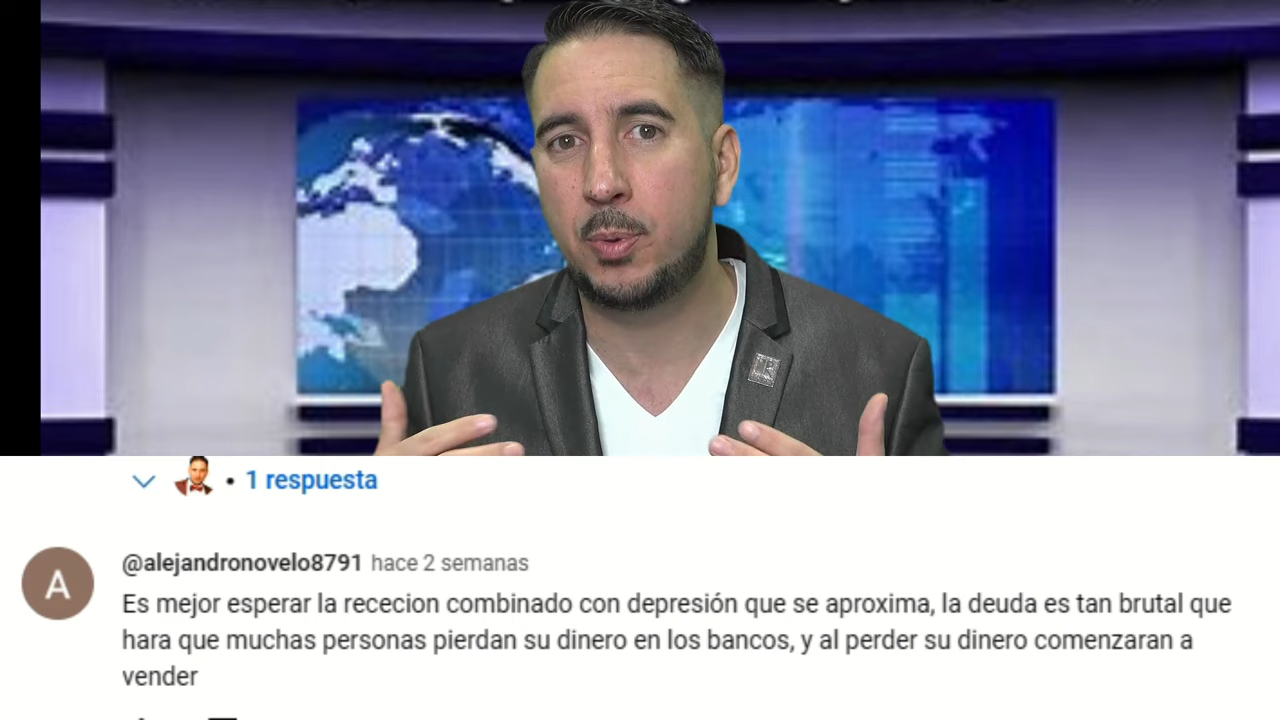 1 respuesta
@alejandronovelo8791 hace 2 semanas
Es mejor esperar la rececion combinado con depresión que se aproxima, la deuda es tan brutal que
hara que muchas personas pierdan su dinero en los bancos, y al perder su dinero comenzaran a
vender